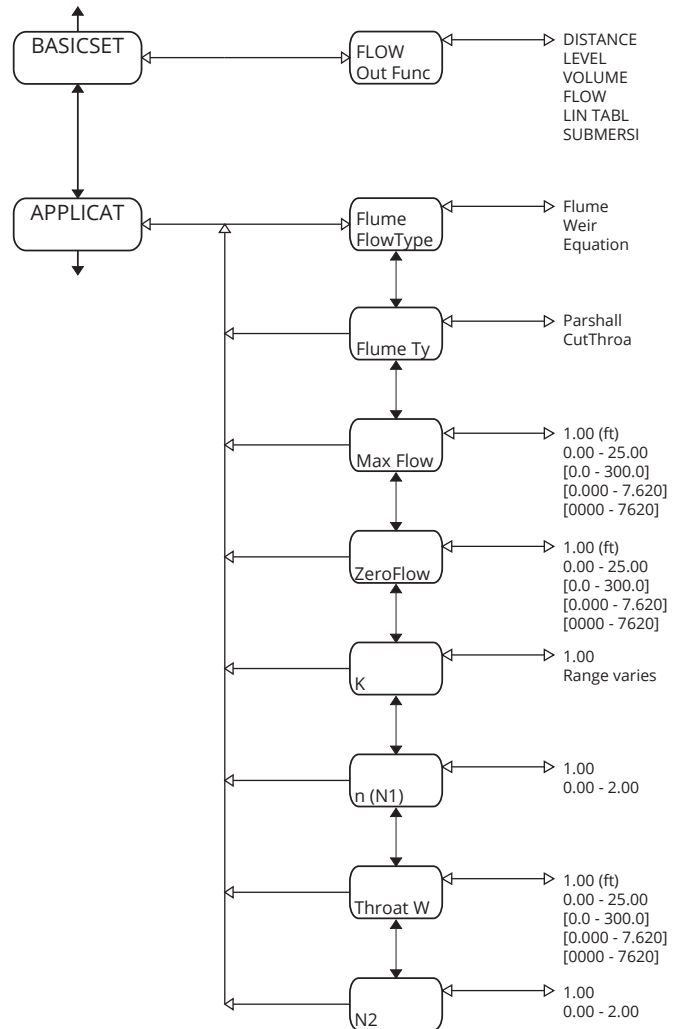 BASICSET
FLOW
Out Func
DISTANCE
LEVEL
VOLUME
FLOW
LIN TABL
SUBMERSI
APPLICAT
Flume
FlowType
Flume
Weir
Equation
Flume Ty
Parshall
CutThroa
Max Flow
1.00 (ft)
0.00 - 25.00
[0.0 - 300.0]
[0.000 - 7.620]
[0000 - 7620]
ZeroFlow
1.00 (ft)
0.00 - 25.00
[0.0 - 300.0]
[0.000 - 7.620]
[0000 - 7620]
K
1.00
Range varies
n (N1)
1.00
0.00 - 2.00
Throat W
1.00 (ft)
0.00 - 25.00
[0.0 - 300.0]
[0.000 - 7.620]
[0000 - 7620]
N2
1.00
0.00 - 2.00